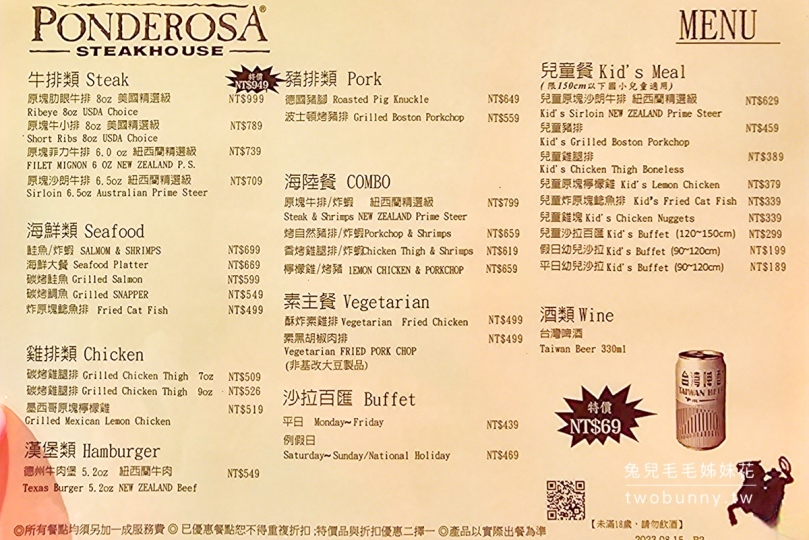 PONDEROSA®
STEAKHOUSE
MENU
牛排類 Steak
特價
NT$949
原塊肋眼牛排 8oz 美國精選級 NT$999
Ribeye 8oz USDA Choice
原塊牛小排 8oz 美國精選級 NT$789
Short Ribs 8oz USDA Choice
原塊菲力牛排 6.0 oz 紐西蘭精選級 NT$739
FILET MIGNON 6 OZ NEW ZEALAND P.S.
原塊沙朗牛排 6.5oz 紐西蘭精選級 NT$709
Sirloin 6.5oz Australian Prime Steer
海鮮類 Seafood
鮭魚/炸蝦 SALMOM & SHRIMPS NT$699
海鮮大餐 Seafood Platter NT$669
碳烤鮭魚 Grilled Salmon NT$599
碳烤鯛魚 Grilled SNAPPER NT$549
炸原塊鯰魚排 Fried Cat Fish NT$499
雞排類 Chicken
碳烤雞腿排 Grilled Chicken Thigh 7oz NT$509
碳烤雞腿排 Grilled Chicken Thigh 9oz NT$526
墨西哥原塊檸檬雞 NT$519
Grilled Mexican Lemon Chicken
漢堡類 Hamburger
德州牛肉堡 5.2oz 紐西蘭牛肉 NT$549
Texas Burger 5.2oz NEW ZEALAND Beef
豬排類 Pork
德國豬腳 Roasted Pig Knuckle NT$649
波士頓烤豬排 Grilled Boston Porkchop NT$559
海陸餐 COMBO
原塊牛排/炸蝦 紐西蘭精選級 NT$799
Steak & Shrimps NEW ZEALAND Prime Steer
烤自然豬排/炸蝦Porkchop & Shrimps NT$659
香烤雞腿排/炸蝦Chicken Thigh & Shrimps NT$619
檸檬雞/烤豬 lEMON CHICKEN & PORKCHOP NT$659
素主餐 Vegetarian
酥炸素雞排 Vegetarian Fried Chicken NT$499
素黑胡椒肉排 NT$499
Vegetarian FRIED PORK CHOP
(非基改大豆製品)
沙拉百匯 Buffet
平日 Monday~Friday NT$439
例假日
Saturday~Sunday/National Holiday NT$469
兒童餐 Kid's Meal
(限150cm以下國小兒童適用)
兒童原塊沙朗牛排 紐西蘭精選級 NT$629
Kid's Sirloin NEW ZEALAND Prime Steer
兒童豬排 NT$459
Kid's Grilled Boston Porkchop
兒童雞腿排 NT$389
Kid's Chicken Thigh Boneless
兒童原塊檸檬雞 Kid's Lemon Chicken NT$379
兒童炸原塊鯰魚排 Kid's Fried Cat Fish NT$339
兒童雞塊 Kid's Chicken Nuggets NT$339
兒童沙拉百匯 Kid's Buffet (120~150cm) NT$299
假日幼兒沙拉 Kid's Buffet (90~120cm) NT$199
平日幼兒沙拉 Kid's Buffet (90~120cm) NT$189
酒類 Wine
台灣啤酒
Taiwan Beer 330ml
特價
NT$69
台灣啤酒
TAIWAN BEER
兔兒毛毛姊妹花
twobunny.tw
◎所有餐點均須另加一成服務費 ◎ 已優惠餐點恕不得重複折扣;特價品與折扣優惠二擇一 ◎產品以實際出餐為準
【未滿18歲，請勿飲酒】
2023.08.15 B2